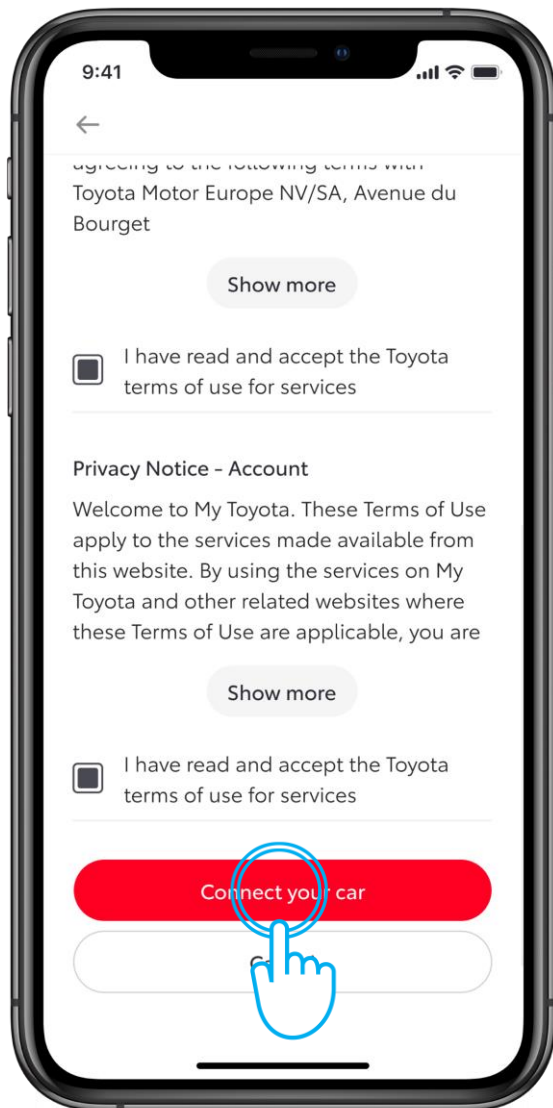 9:41
agreeing to the following terms with
Toyota Motor Europe NV/SA, Avenue du
Bourget
Show more
I have read and accept the Toyota
terms of use for services
Privacy Notice - Account
Welcome to My Toyota. These Terms of Use
apply to the services made available from
this website. By using the services on My
Toyota and other related websites where
these Terms of Use are applicable, you are
Show more
I have read and accept the Toyota
terms of use for services
Connect your car